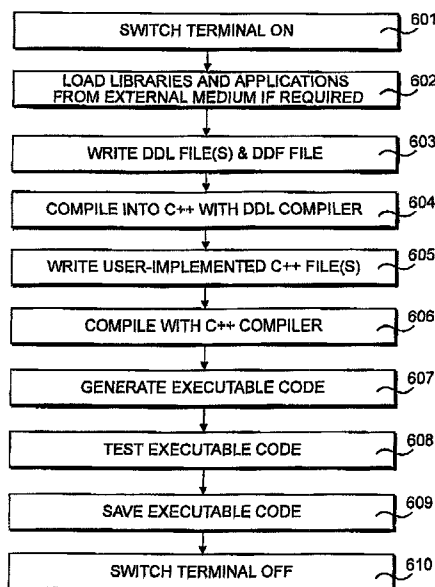 SWITCH TERMINAL ON 601
LOAD LIBRARIES AND APPLICATIONS
FROM EXTERNAL MEDIUM IF REQUIRED 602
WRITE DDL FILE(S) & DDF FILE 603
COMPILE INTO C++ WITH DDL COMPILER 604
WRITE USER-IMPLEMENTED C++ FILE(S) 605
COMPILE WITH C++ COMPILER 606
GENERATE EXECUTABLE CODE 607
TEST EXECUTABLE CODE 608
SAVE EXECUTABLE CODE 609
SWITCH TERMINAL OFF 610